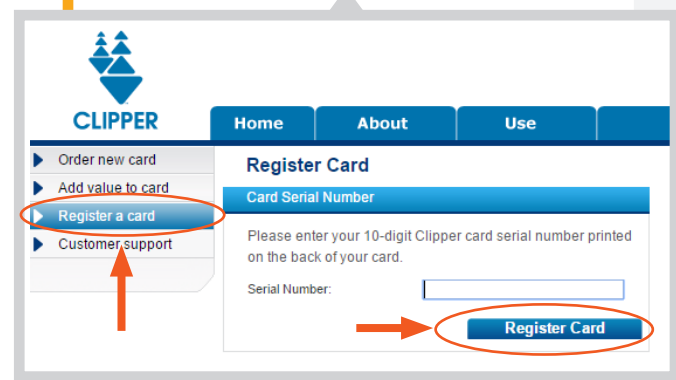 CLIPPER
Home About Use
Order new card
Add value to card
Register a card
Customer support
Register Card
Card Serial Number
Please enter your 10-digit Clipper card serial number printed
on the back of your card.
Serial Number:
Register Card